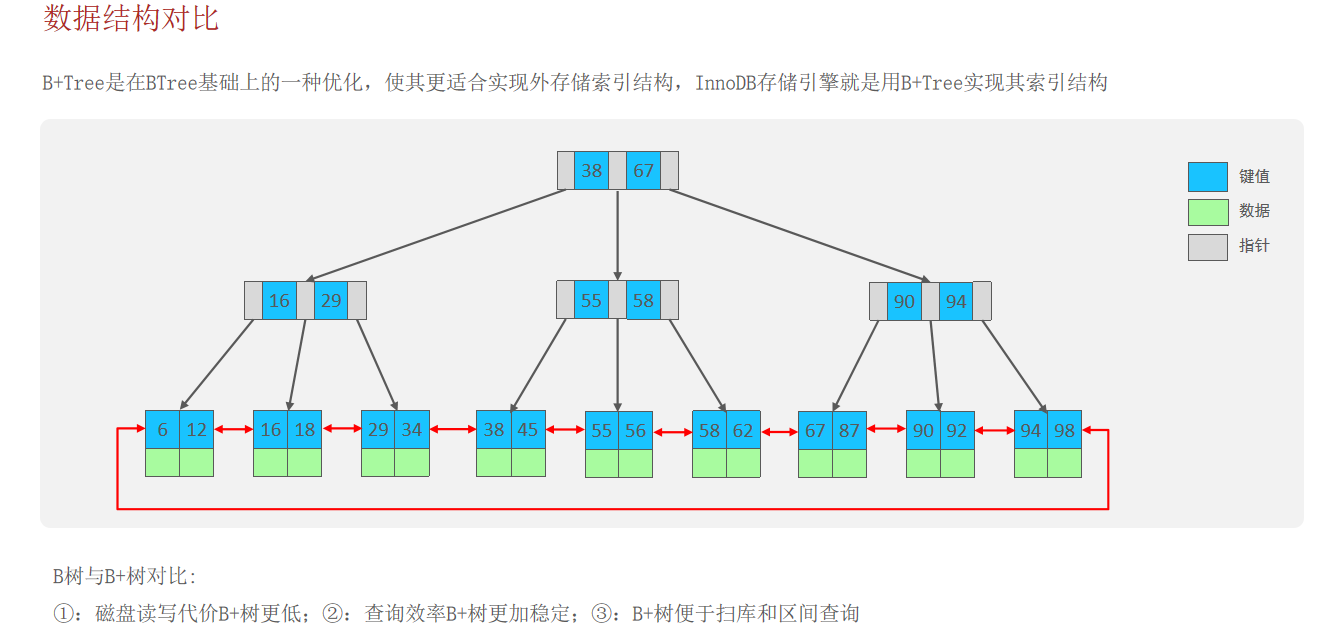 数据结构对比
B+Tree是在BTree基础上的一种优化，使其更适合实现外存储索引结构，InnoDB存储引擎就是用B+Tree实现其索引结构
38 67
键值
数据
指针
16 29
55 58
90 94
6 12 16 18 29 34 38 45 55 56 58 62 67 87 90 92 94 98
B树与B+树对比:
①：磁盘读写代价B+树更低；②：查询效率B+树更加稳定；③：B+树便于扫库和区间查询